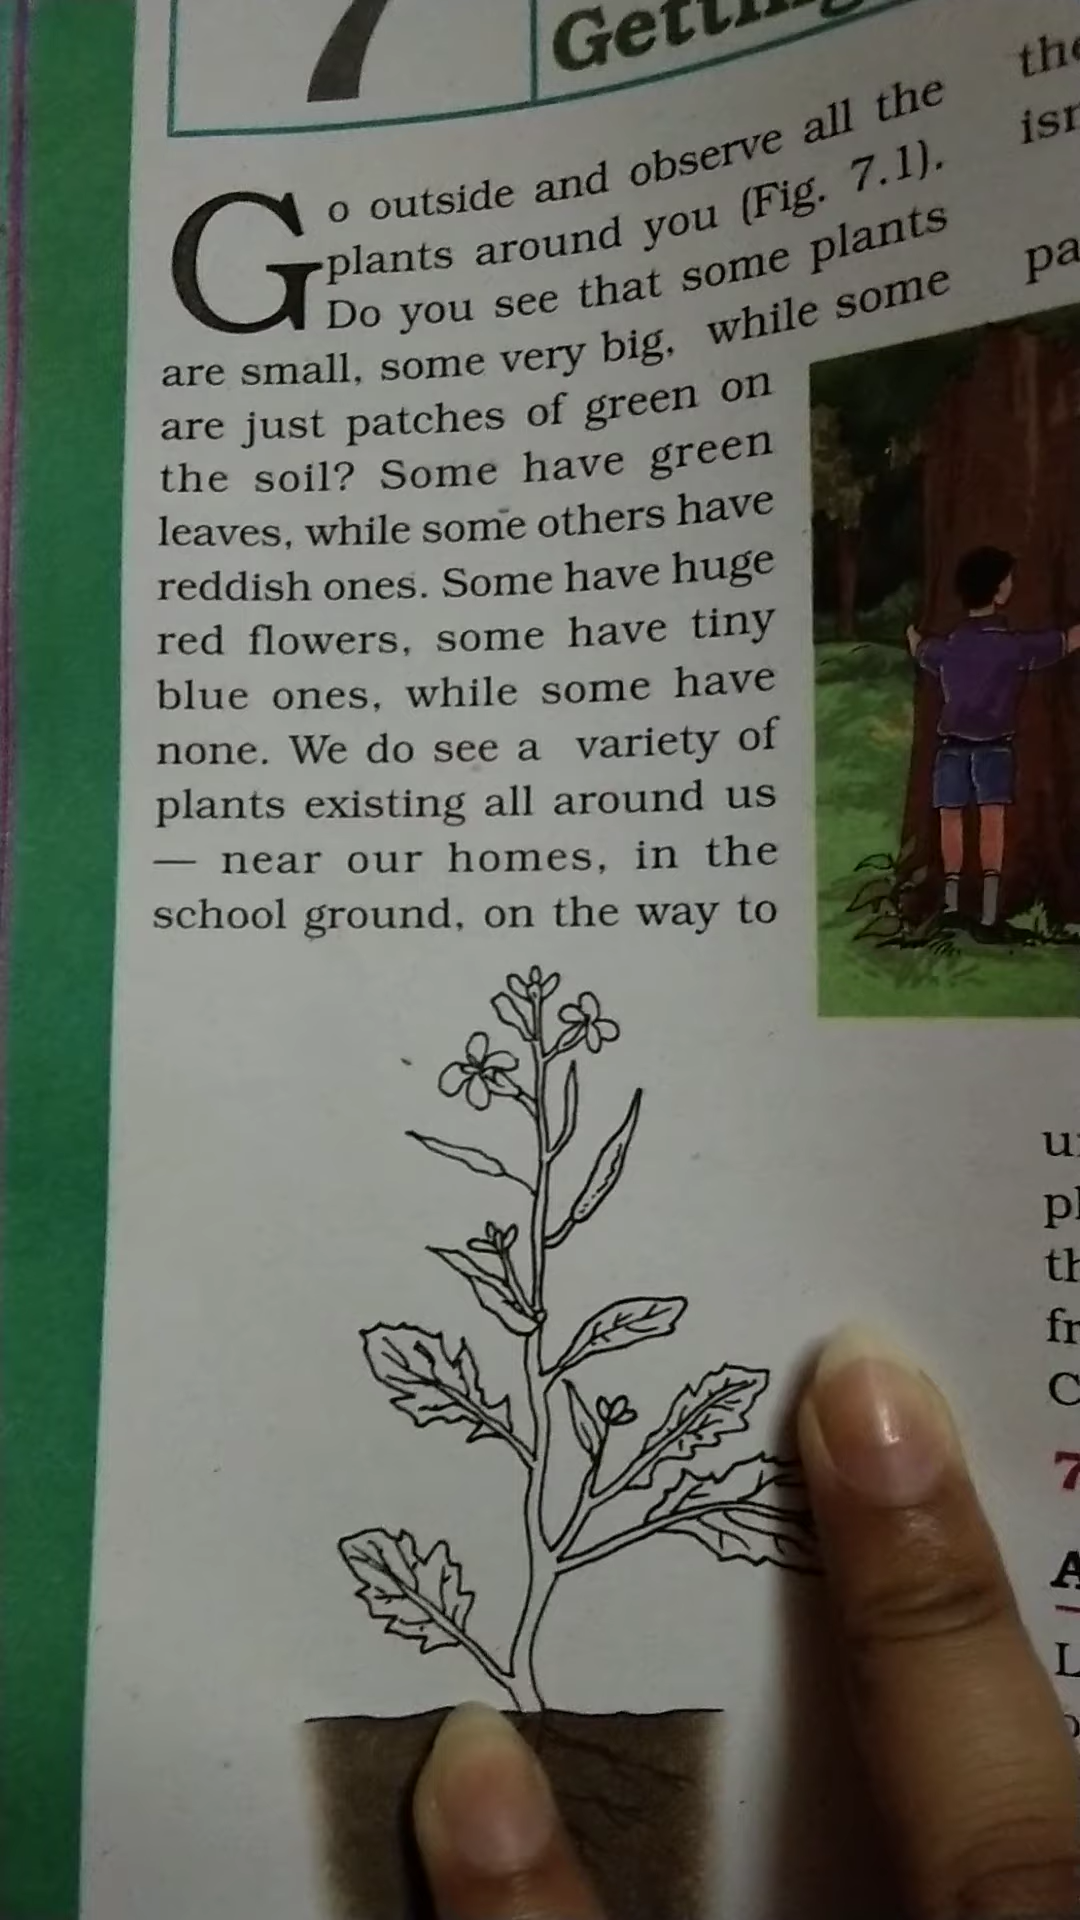 7
Getting
Go outside and observe all the
plants around you (Fig. 7.1).
Do you see that some plants
are small, some very big, while some
are just patches of green on
the soil? Some have green
leaves, while some others have
reddish ones. Some have huge
red flowers, some have tiny
blue ones, while some have
none. We do see a variety of
plants existing all around us
— near our homes, in the
school ground, on the way to